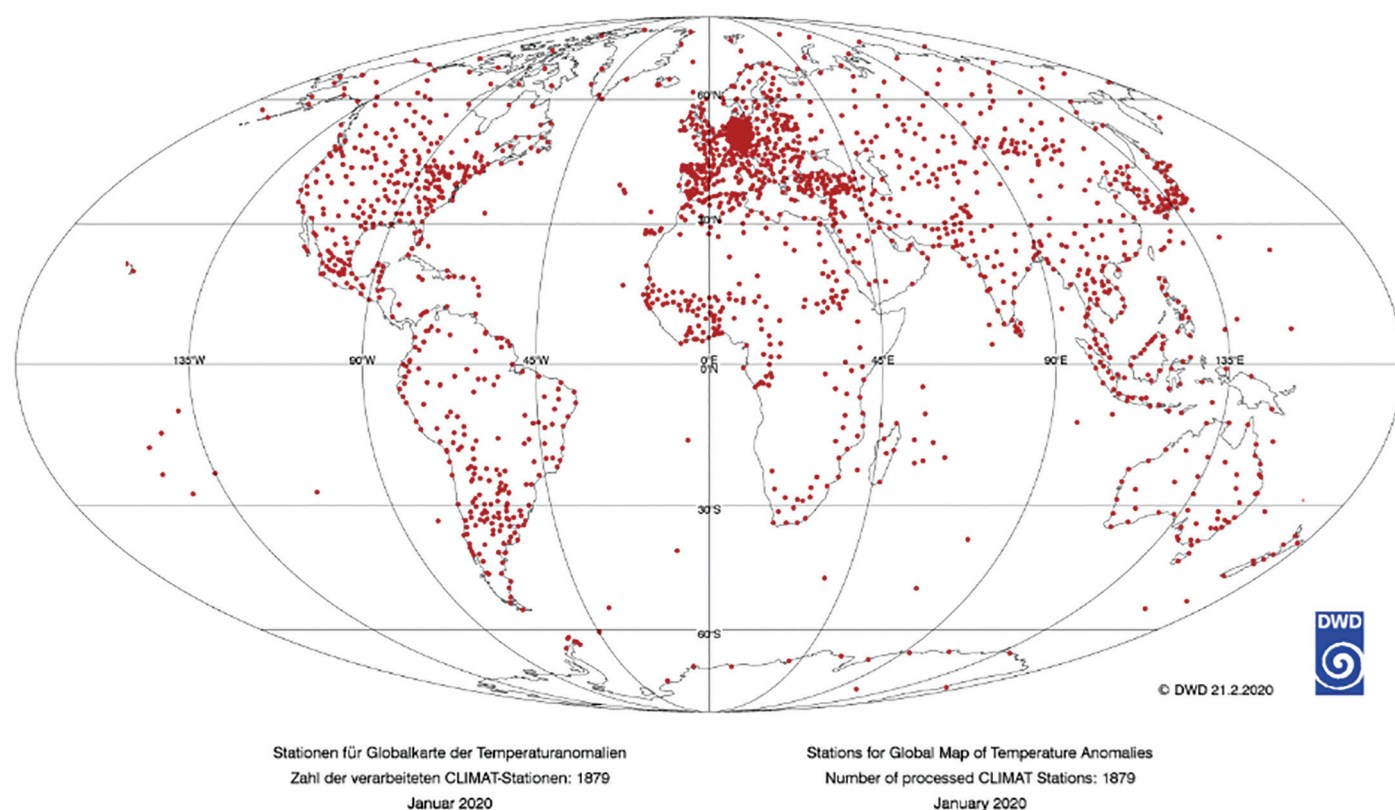 60°N
30°N
135°W
90°W
45°W
0°E
0°N
45°E
90°E
135°E
30°S
60°S
DWD
© DWD 21.2.2020
Stationen für Globalkarte der Temperaturanomalien
Zahl der verarbeiteten CLIMAT-Stationen: 1879
Januar 2020
Stations for Global Map of Temperature Anomalies
Number of processed CLIMAT Stations: 1879
January 2020